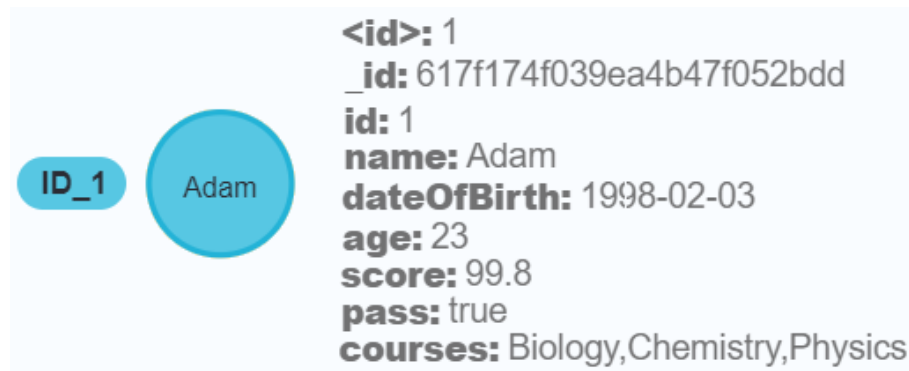 ID_1
Adam
<id>: 1
_id: 617f174f039ea4b47f052bdd
id: 1
name: Adam
dateOfBirth: 1998-02-03
age: 23
score: 99.8
pass: true
courses: Biology,Chemistry,Physics